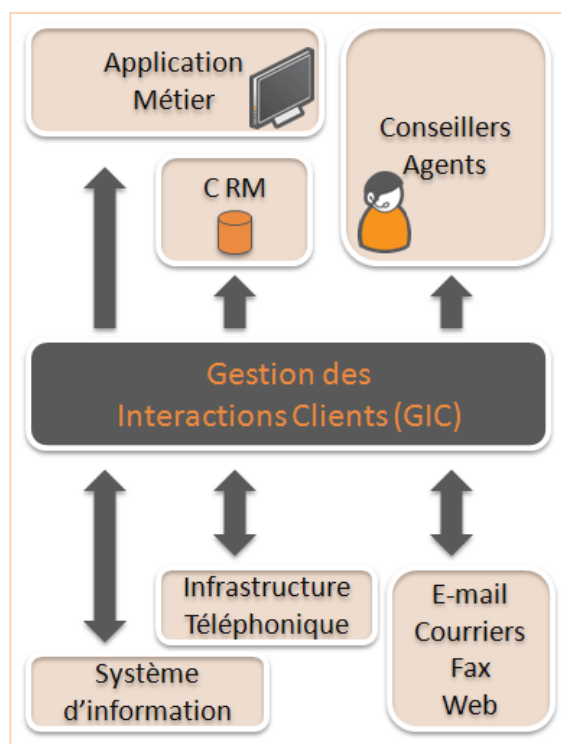 Application
Métier
Conseillers
Agents
C RM
Gestion des
Interactions Clients (GIC)
Infrastructure
Téléphonique
E-mail
Courriers
Fax
Web
Système
d'information